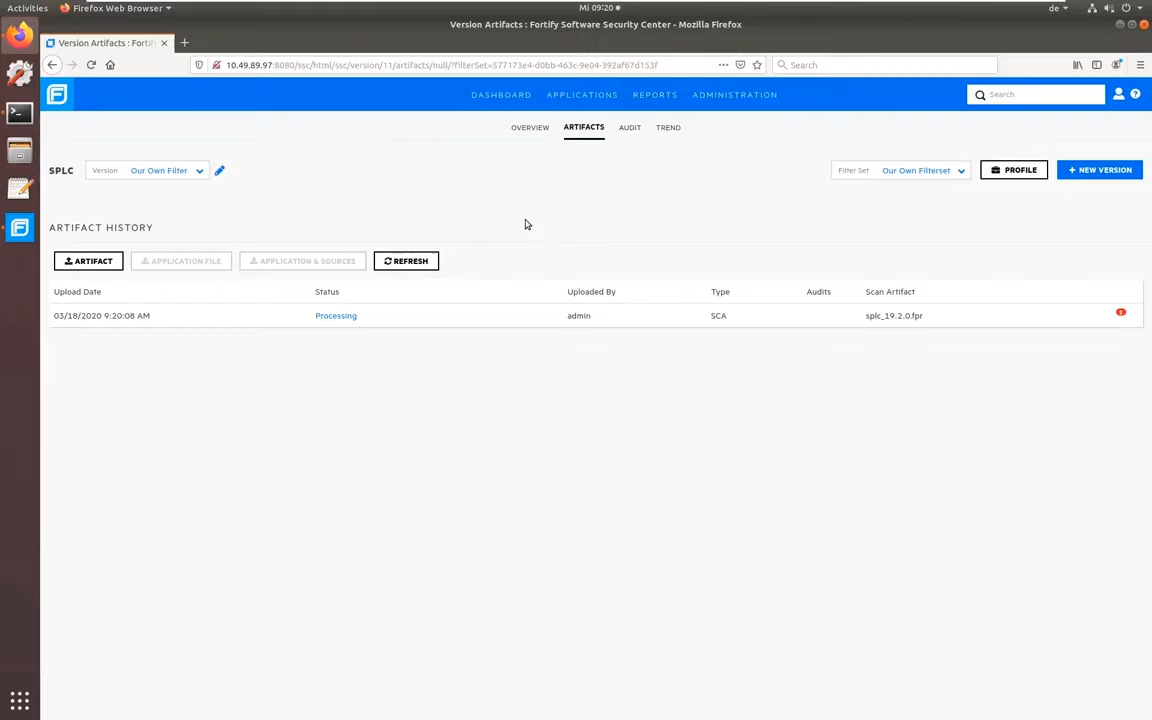 Activities Firefox Web Browser Mi 09:20 de
Version Artifacts : Fortify Software Security Center - Mozilla Firefox
Version Artifacts : Fortify
10.49.89.97:8080/ssc/html/ssc/version/11/artifacts/null/?filterSet=577173e4-d0bb-463c-9e04-392af67d153f Search
DASHBOARD APPLICATIONS REPORTS ADMINISTRATION Search
OVERVIEW ARTIFACTS AUDIT TREND
SPLC Version Our Own Filter Filter Set Our Own Filterset PROFILE + NEW VERSION
ARTIFACT HISTORY
ARTIFACT APPLICATION FILE APPLICATION & SOURCES REFRESH
Upload Date Status Uploaded By Type Audits Scan Artifact
03/18/2020 9:20:08 AM Processing admin SCA splc_19.2.0.fpr 1